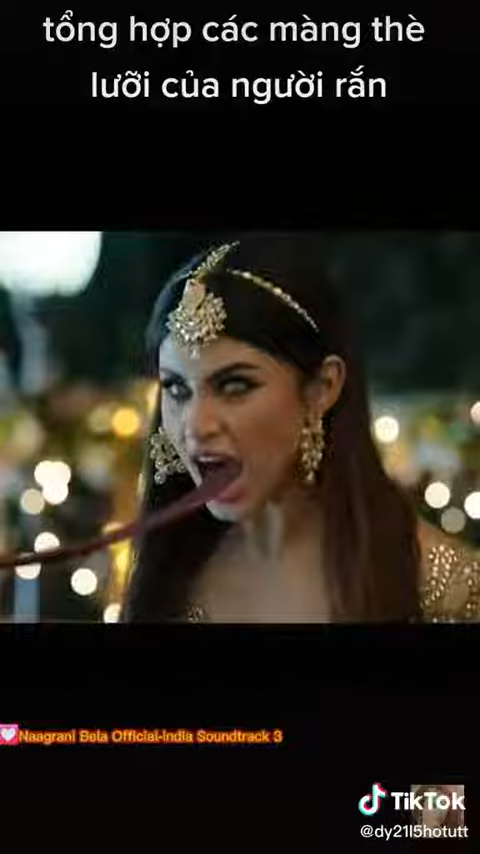 tổng hợp các màng thè
lưỡi của người rắn
💟Naagrani Bela Official-India Soundtrack 3
TikTok
@dy21l5hotutt